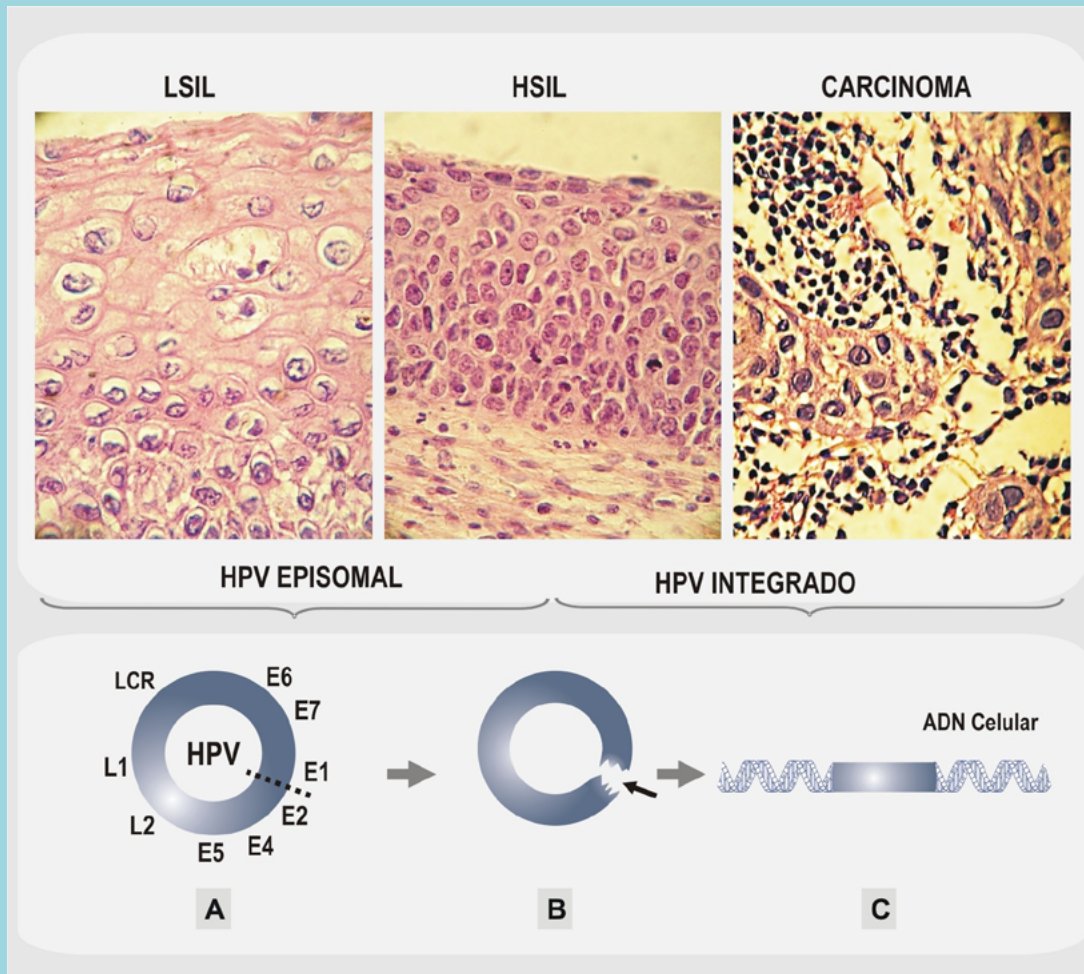 LSIL
HSIL
CARCINOMA
HPV EPISOMAL
HPV INTEGRADO
LCR
E6
E7
HPV
L1
E1
L2
E2
E5
E4
ADN Celular
A
B
C